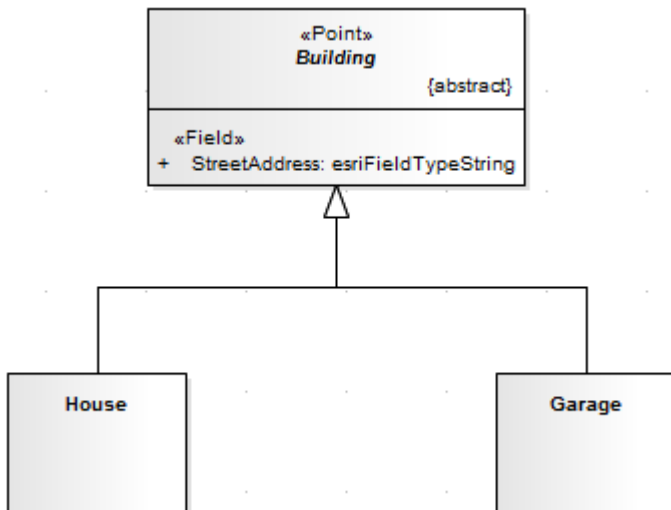 «Point»
Building
{abstract}
«Field»
+ StreetAddress: esriFieldTypeString
House
Garage